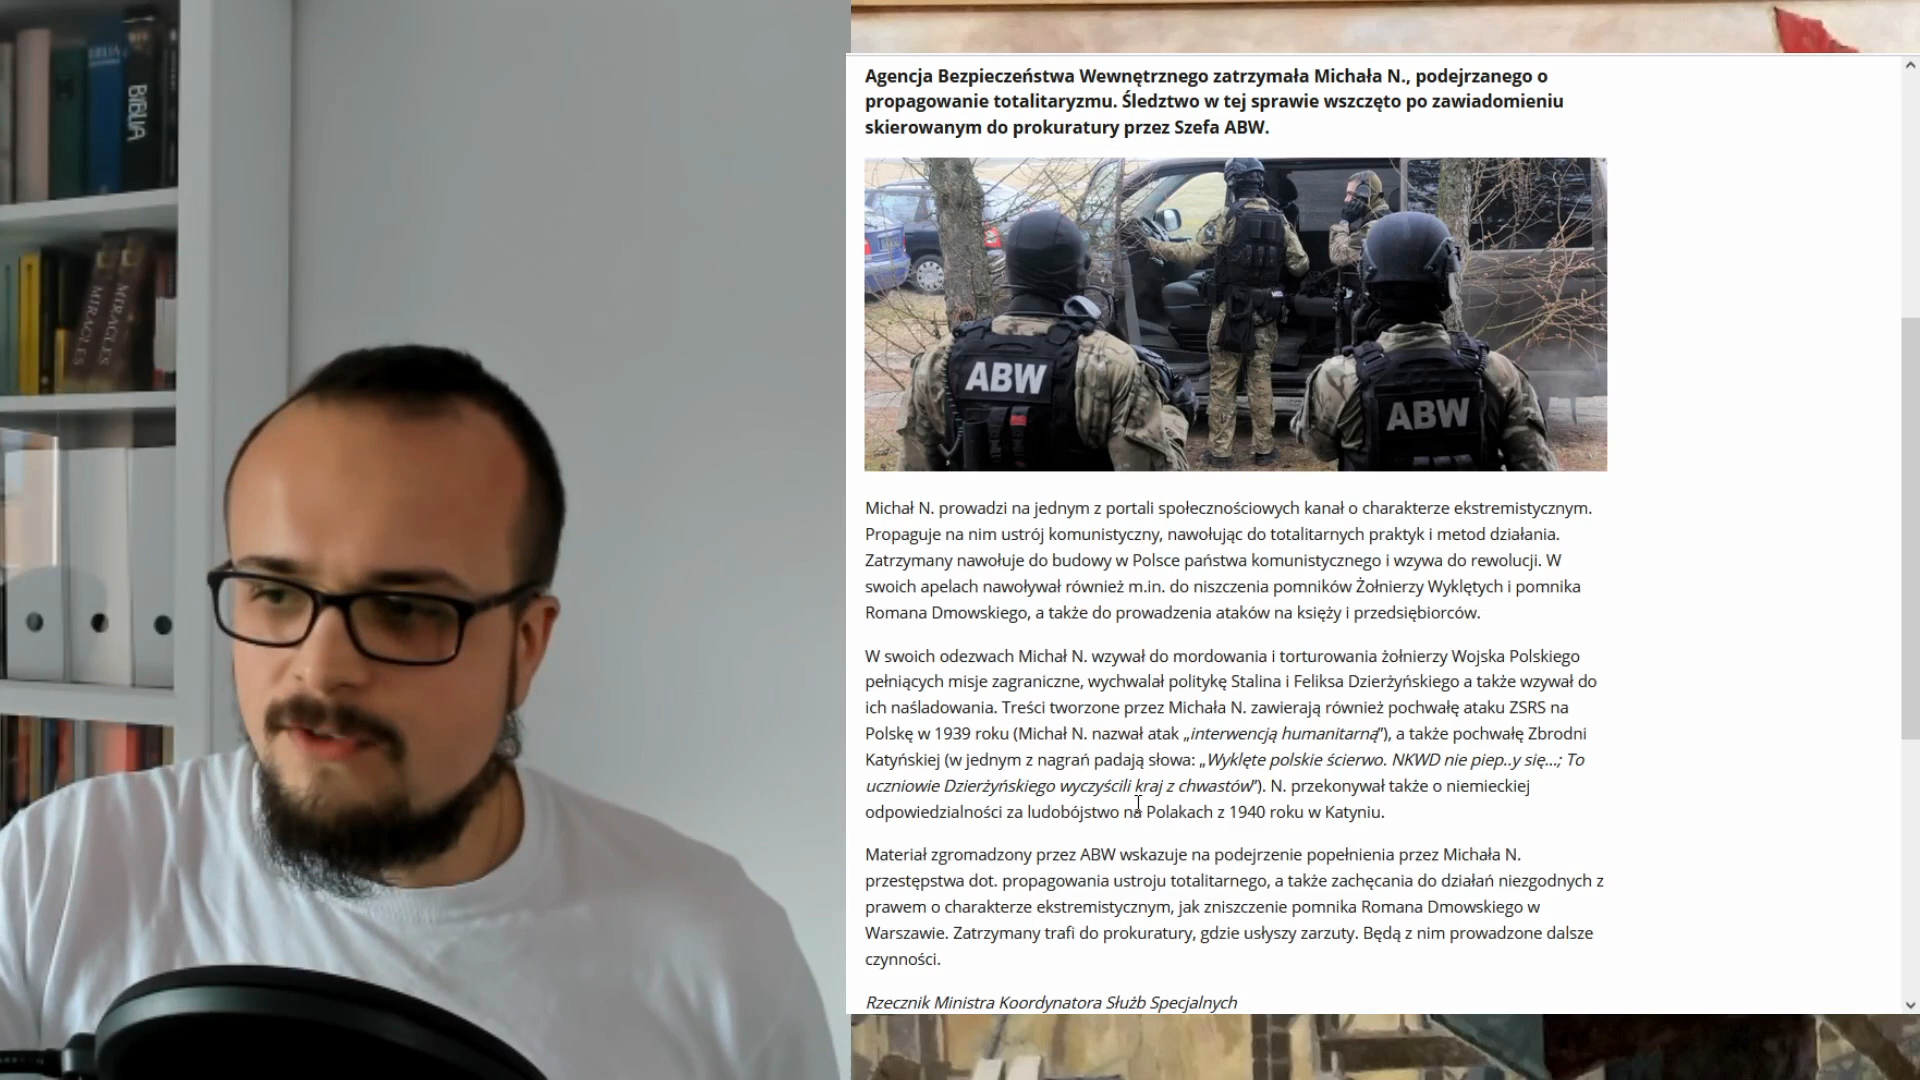 BIBLIA
MIRACLES
MIRACLES
Agencja Bezpieczeństwa Wewnętrznego zatrzymała Michała N., podejrzanego o
propagowanie totalitaryzmu. Śledztwo w tej sprawie wszczęto po zawiadomieniu
skierowanym do prokuratury przez Szefa ABW.
ABW
ABW
Michał N. prowadzi na jednym z portali społecznościowych kanał o charakterze ekstremistycznym.
Propaguje na nim ustrój komunistyczny, nawołując do totalitarnych praktyk i metod działania.
Zatrzymany nawołuje do budowy w Polsce państwa komunistycznego i wzywa do rewolucji. W
swoich apelach nawoływał również m.in. do niszczenia pomników Żołnierzy Wyklętych i pomnika
Romana Dmowskiego, a także do prowadzenia ataków na księży i przedsiębiorców.
W swoich odezwach Michał N. wzywał do mordowania i torturowania żołnierzy Wojska Polskiego
pełniących misje zagraniczne, wychwalał politykę Stalina i Feliksa Dzierżyńskiego a także wzywał do
ich naśladowania. Treści tworzone przez Michała N. zawierają również pochwałę ataku ZSRS na
Polskę w 1939 roku (Michał N. nazwał atak „interwencją humanitarną”), a także pochwałę Zbrodni
Katyńskiej (w jednym z nagrań padają słowa: „Wyklęte polskie ścierwo. NKWD nie piep..y się...; To
uczniowie Dzierżyńskiego wyczyścili kraj z chwastów”). N. przekonywał także o niemieckiej
odpowiedzialności za ludobójstwo na Polakach z 1940 roku w Katyniu.
Materiał zgromadzony przez ABW wskazuje na podejrzenie popełnienia przez Michała N.
przestępstwa dot. propagowania ustroju totalitarnego, a także zachęcania do działań niezgodnych z
prawem o charakterze ekstremistycznym, jak zniszczenie pomnika Romana Dmowskiego w
Warszawie. Zatrzymany trafi do prokuratury, gdzie usłyszy zarzuty. Będą z nim prowadzone dalsze
czynności.
Rzecznik Ministra Koordynatora Służb Specjalnych